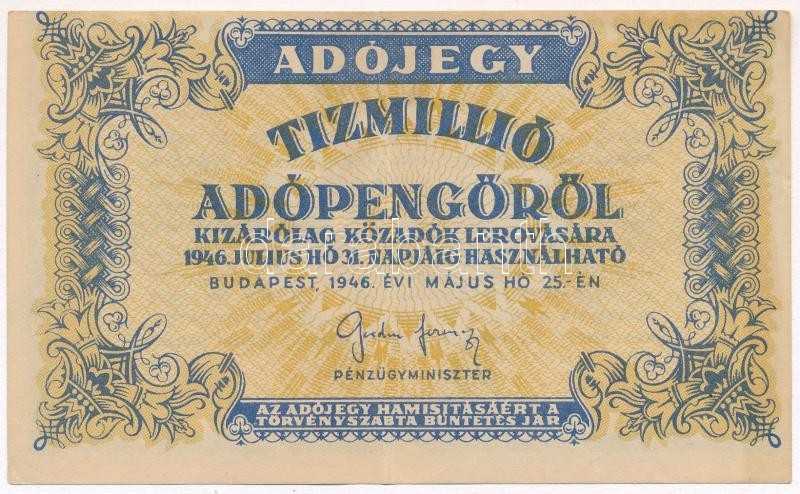 ADÓJEGY
TIZMILLIÓ
ADÓPENGŐRŐL
KIZÁRÓLAG KÖZADÓK LEROVÁSÁRA
1946. JULIUS HÓ 31. NAPJÁIG HASZNÁLHATÓ
BUDAPEST, 1946. ÉVI MÁJUS HÓ 25.-ÉN
PÉNZÜGYMINISZTER
AZ ADÓJEGY HAMISITÁSÁÉRT A
TÖRVÉNYSZABTA BÜNTETÉS JÁR